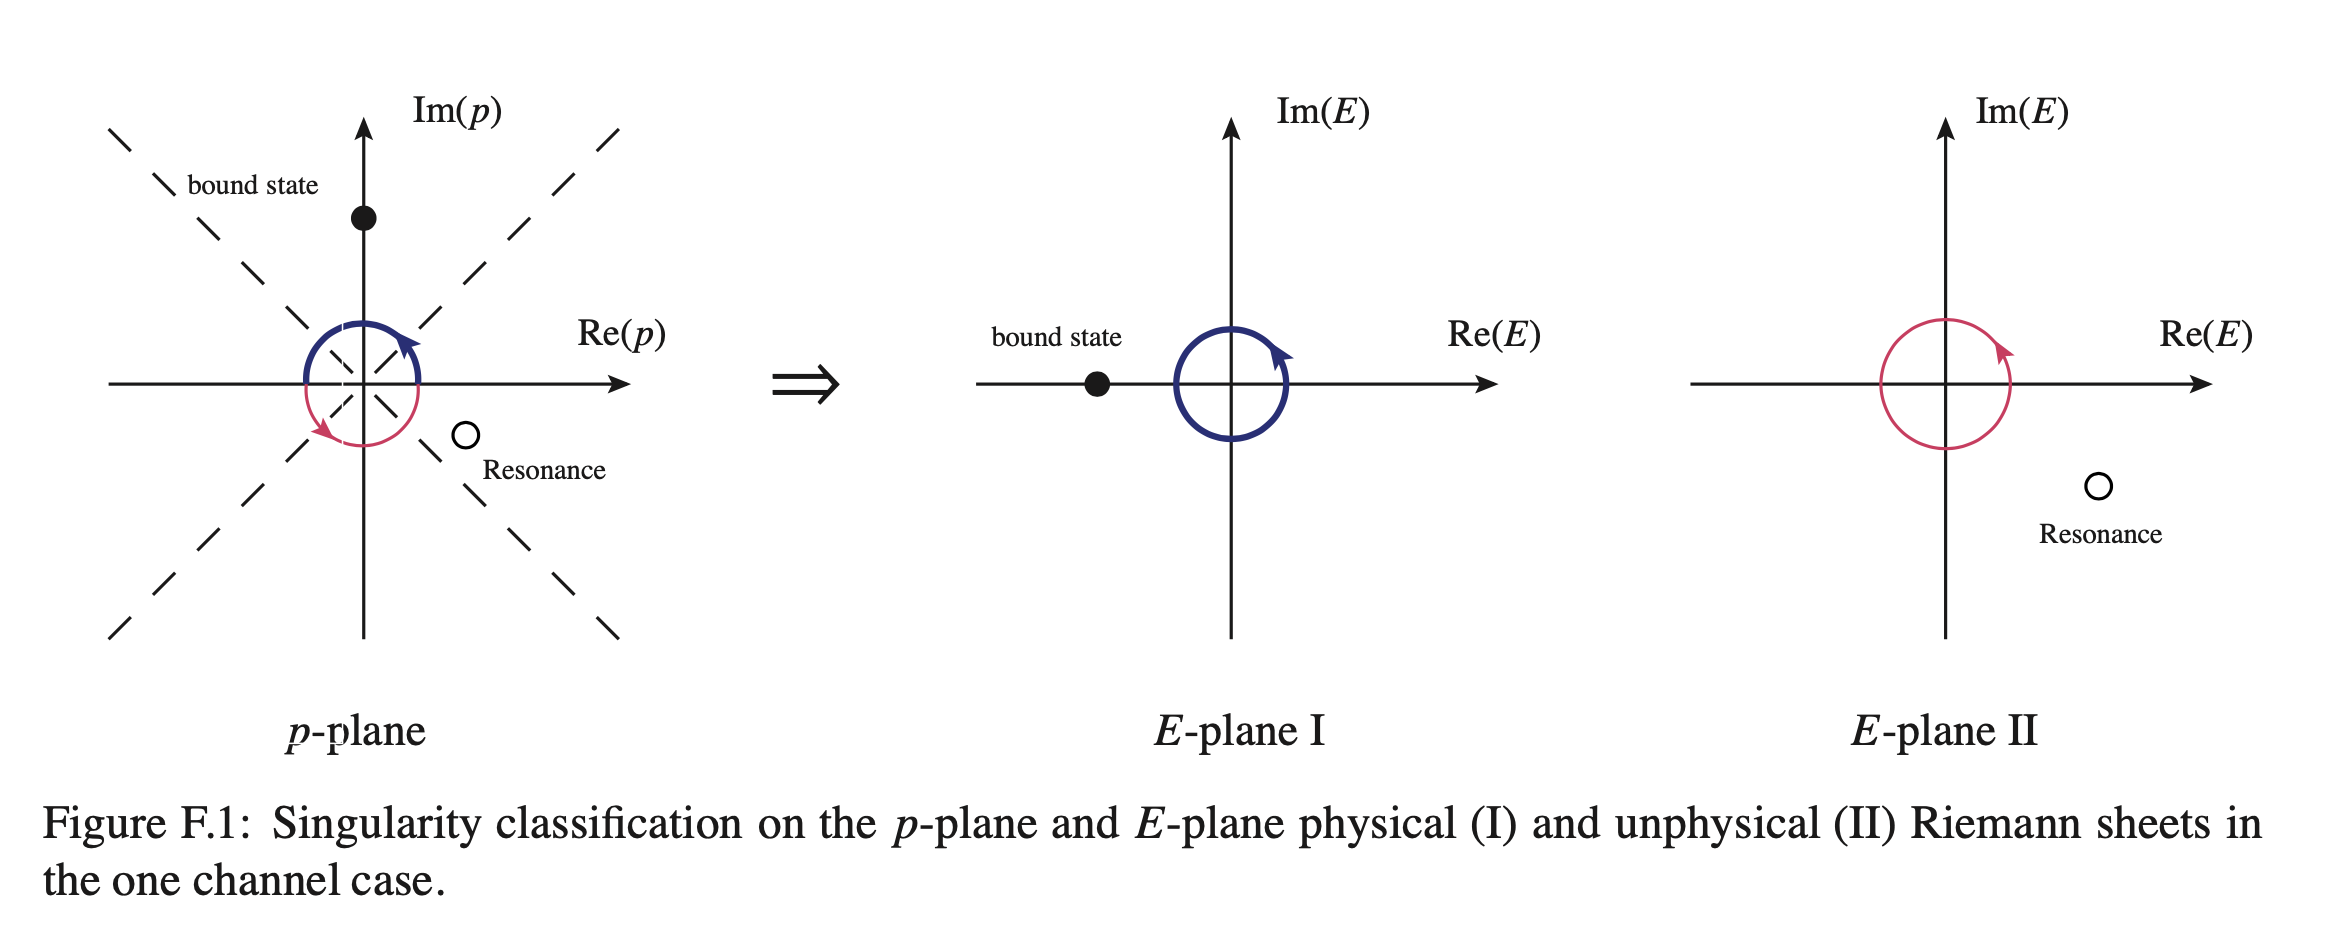 Im(p)
bound state
Re(p)
Resonance
p-plane
Im(E)
bound state
Re(E)
E-plane I
Im(E)
Re(E)
Resonance
E-plane II
Figure F.1: Singularity classification on the p-plane and E-plane physical (I) and unphysical (II) Riemann sheets in
the one channel case.